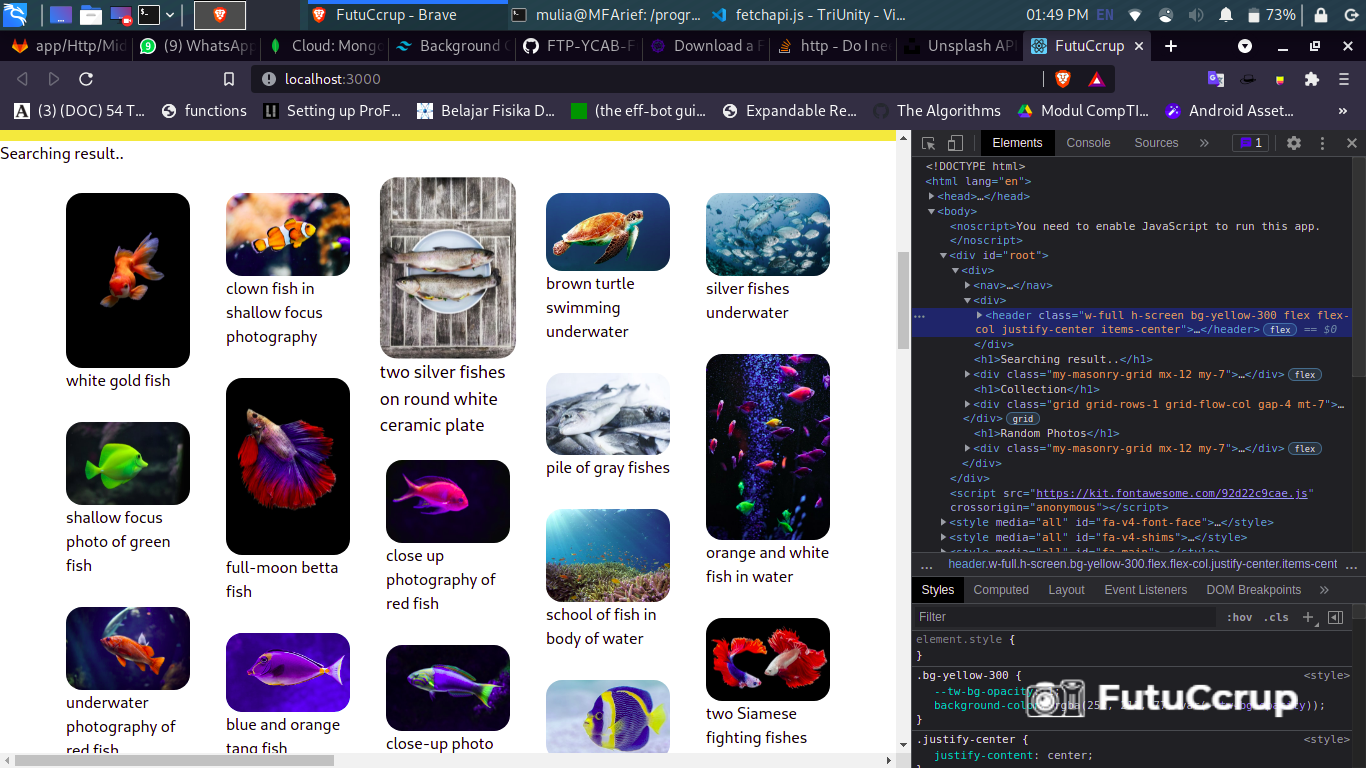 FutuCcrup - Brave
mulia@MFArief: /progr...
fetchapi.js - TriUnity - Vi...
01:49 PM
EN
73%
app/Http/Mid
(9) WhatsApp
Cloud: Mong
Background
FTP-YCAB-F
Download a F
http - Do I nee
Unsplash API
FutuCcrup
localhost:3000
(3) (DOC) 54 T...
functions
Setting up ProF...
Belajar Fisika D...
(the eff-bot gui...
Expandable Re...
The Algorithms
Modul CompTI...
Android Asset...
»
Searching result..
white gold fish
shallow focus
photo of green
fish
underwater
photography of
red fish
clown fish in
shallow focus
photography
full-moon betta
fish
blue and orange
tang fish
two silver fishes
on round white
ceramic plate
close up
photography of
red fish
close-up photo
brown turtle
swimming
underwater
pile of gray fishes
school of fish in
body of water
silver fishes
underwater
orange and white
fish in water
two Siamese
fighting fishes
Elements
Console
Sources
»
1
<!DOCTYPE html>
<html lang="en">
<head>…</head>
<body>
<noscript>You need to enable JavaScript to run this app.
</noscript>
<div id="root">
<div>
<nav>…</nav>
<div>
<header class="w-full h-screen bg-yellow-300 flex flex-
col justify-center items-center">…</header> flex == $0
</div>
<h1>Searching result..</h1>
<div class="my-masonry-grid mx-12 my-7">…</div> flex
<h1>Collection</h1>
<div class="grid grid-rows-1 grid-flow-col gap-4 mt-7">…
</div> grid
<h1>Random Photos</h1>
<div class="my-masonry-grid mx-12 my-7">…</div> flex
</div>
</div>
<script src="https://kit.fontawesome.com/92d22c9cae.js"
crossorigin="anonymous"></script>
<style media="all" id="fa-v4-font-face">…</style>
<style media="all" id="fa-v4-shims">…</style>
<style media="all" id="fa-main">…</style>
... header.w-full.h-screen.bg-yellow-300.flex.flex-col.justify-center.items-cent ...
Styles
Computed
Layout
Event Listeners
DOM Breakpoints
»
Filter
:hov
.cls
element.style {
}
.bg-yellow-300 {
<style>
--tw-bg-opacity
background-colo
FutuCcrup
}
.justify-center {
<style>
justify-content: center;